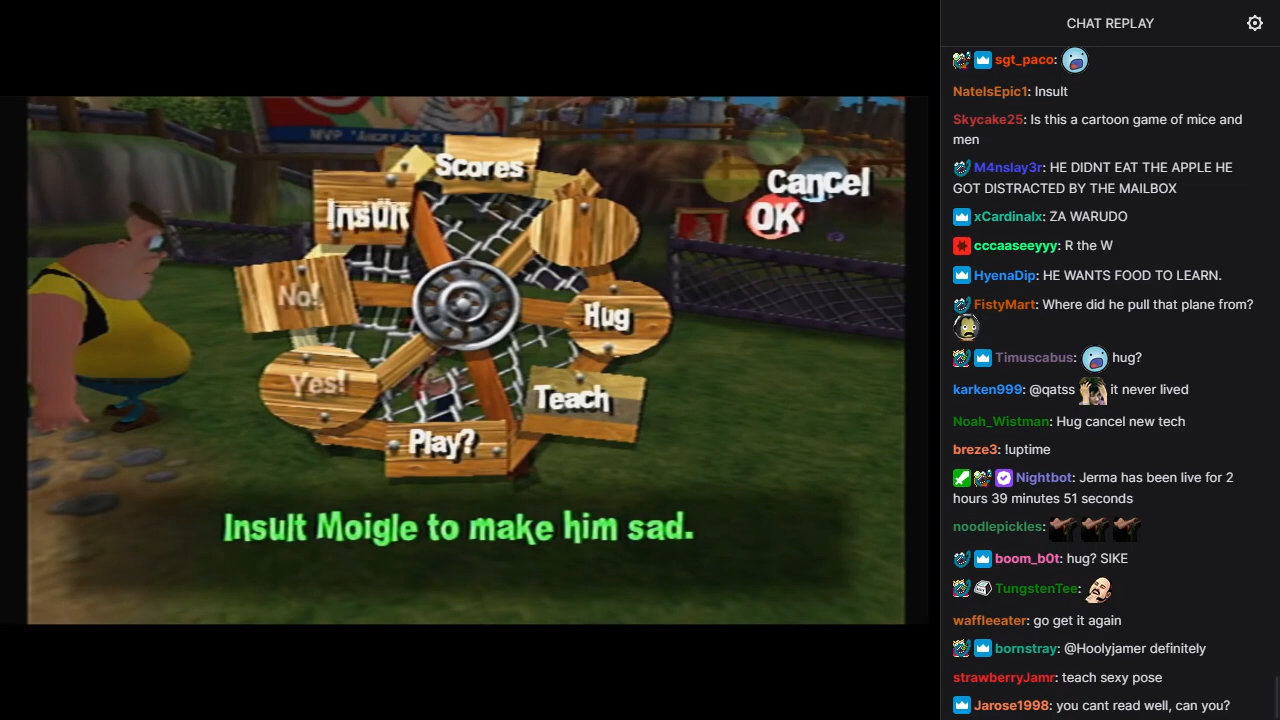 MVP "ANGRY JOE"
Scores
Cancel
Insult
OK
No!
Hug
Yes!
Teach
Play?
Insult Moigle to make him sad.
CHAT REPLAY
sgt_paco:
NateIsEpic1: Insult
Skycake25: Is this a cartoon game of mice and
men
M4nslay3r: HE DIDNT EAT THE APPLE HE
GOT DISTRACTED BY THE MAILBOX
xCardinalx: ZA WARUDO
cccaaseeyyy: R the W
HyenaDip: HE WANTS FOOD TO LEARN.
FistyMart: Where did he pull that plane from?
Timuscabus: hug?
karken999: @qatss it never lived
Noah_Wistman: Hug cancel new tech
breze3: !uptime
Nightbot: Jerma has been live for 2
hours 39 minutes 51 seconds
noodlepickles:
boom_b0t: hug? SIKE
TungstenTee:
waffleeater: go get it again
bornstray: @Hoolyjamer definitely
strawberryJamr: teach sexy pose
Jarose1998: you cant read well, can you?